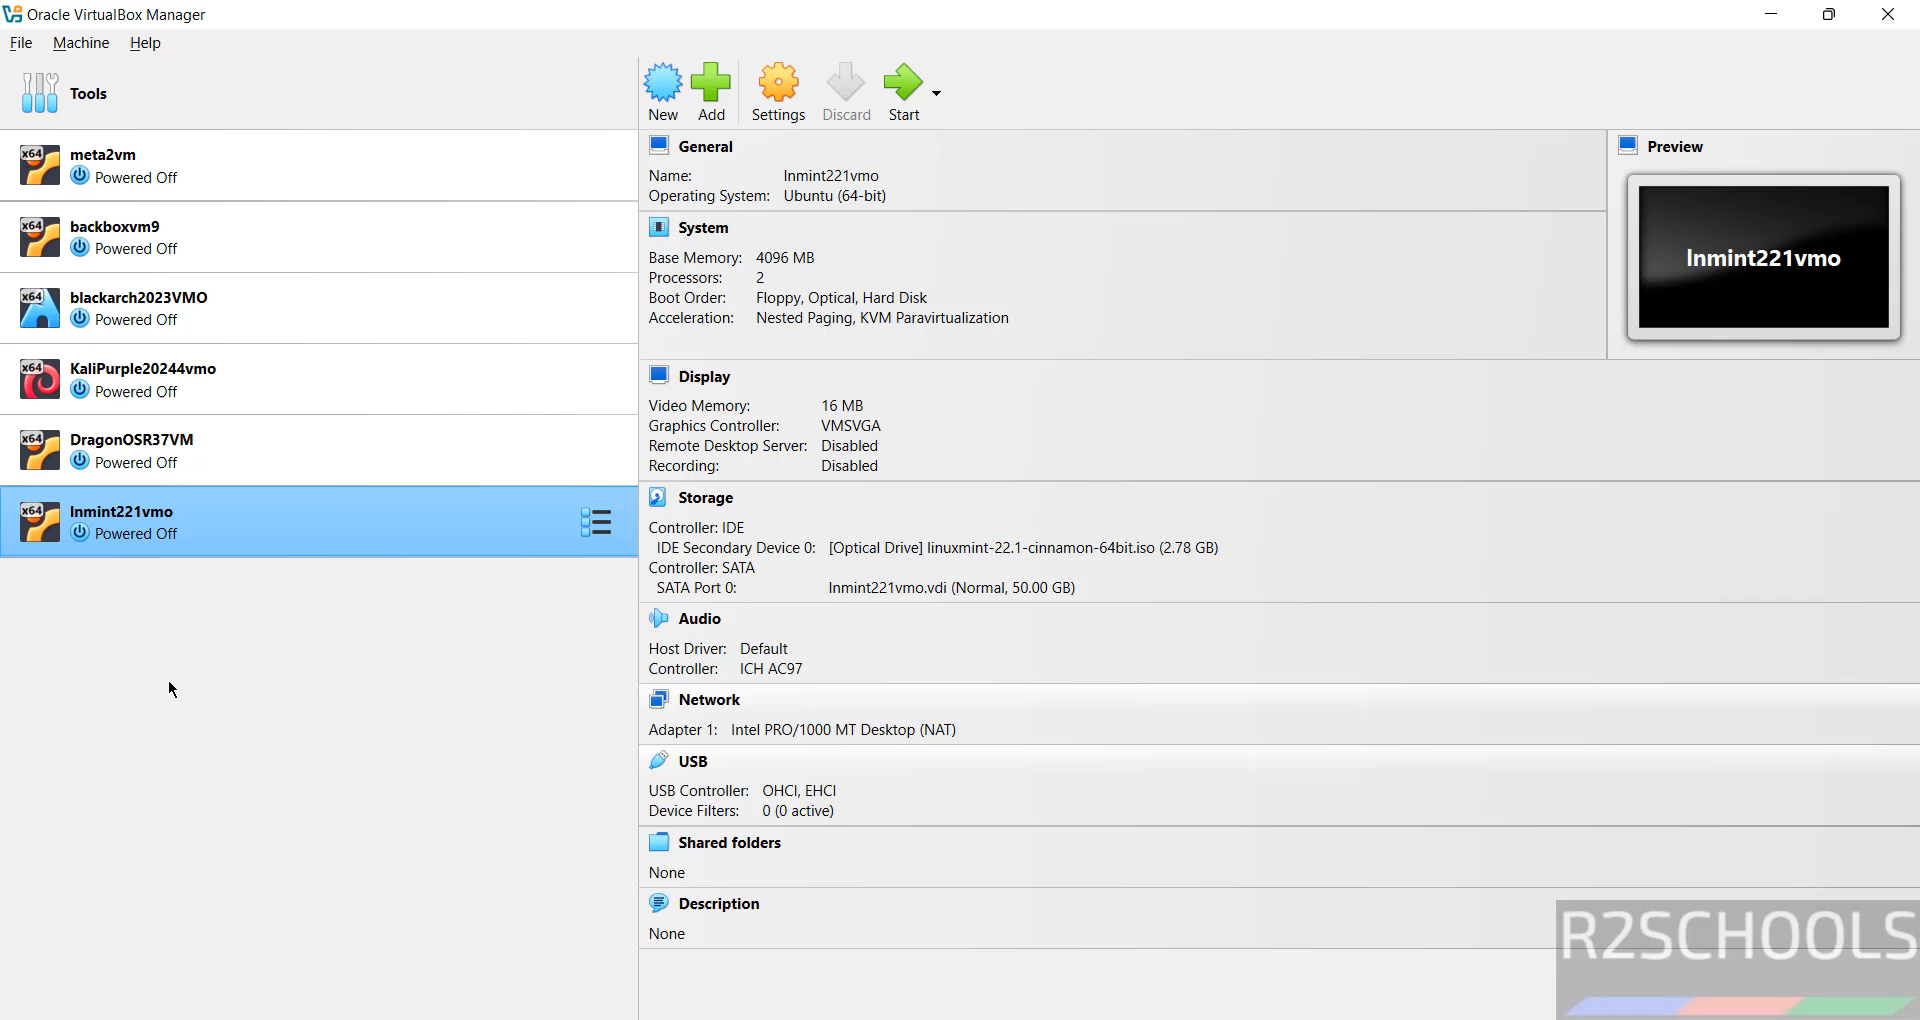 Oracle VirtualBox Manager
File Machine Help
Tools
New Add Settings Discard Start
x64 meta2vm
Powered Off
x64 backboxvm9
Powered Off
x64 blackarch2023VMO
Powered Off
x64 KaliPurple20244vmo
Powered Off
x64 DragonOSR37VM
Powered Off
x64 lnmint221vmo
Powered Off
General
Name: lnmint221vmo
Operating System: Ubuntu (64-bit)
System
Base Memory: 4096 MB
Processors: 2
Boot Order: Floppy, Optical, Hard Disk
Acceleration: Nested Paging, KVM Paravirtualization
Preview
lnmint221vmo
Display
Video Memory: 16 MB
Graphics Controller: VMSVGA
Remote Desktop Server: Disabled
Recording: Disabled
Storage
Controller: IDE
IDE Secondary Device 0: [Optical Drive] linuxmint-22.1-cinnamon-64bit.iso (2.78 GB)
Controller: SATA
SATA Port 0: lnmint221vmo.vdi (Normal, 50.00 GB)
Audio
Host Driver: Default
Controller: ICH AC97
Network
Adapter 1: Intel PRO/1000 MT Desktop (NAT)
USB
USB Controller: OHCI, EHCI
Device Filters: 0 (0 active)
Shared folders
None
Description
None
R2SCHOOLS